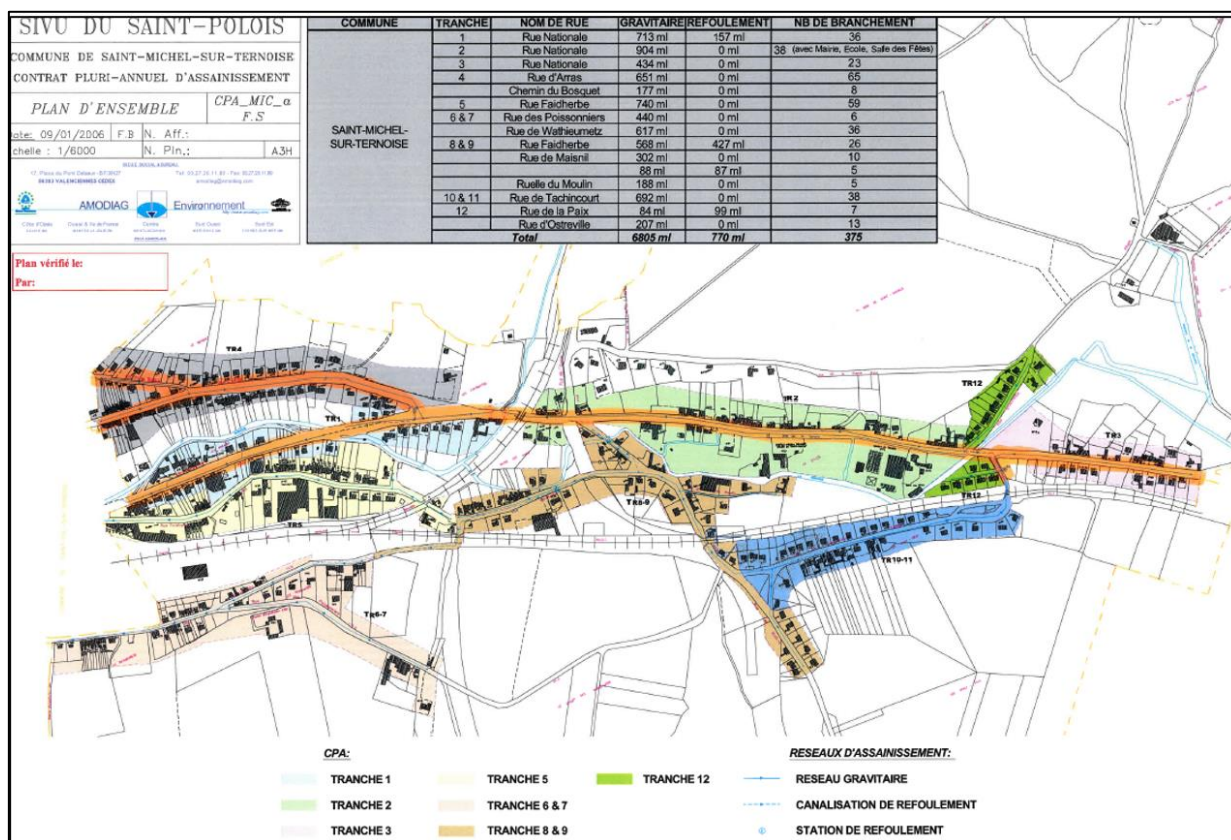 SIVU DU SAINT-POLOIS
COMMUNE DE SAINT-MICHEL-SUR-TERNOISE
CONTRAT PLURI-ANNUEL D'ASSAINISSEMENT
PLAN D'ENSEMBLE
CPA_MIC_a
F.S
ate: 09/01/2006 F.B N. Aff.:
chelle : 1/6000 N. Pln.: A3H
AMODIAG Environnement
Plan vérifié le:
Par:
COMMUNE TRANCHE NOM DE RUE GRAVITAIRE REFOULEMENT NB DE BRANCHEMENT
SAINT-MICHEL-
SUR-TERNOISE
1 Rue Nationale 713 ml 157 ml 36
2 Rue Nationale 904 ml 0 ml 38 (avec Mairie, Ecole, Salle des Fêtes)
3 Rue Nationale 434 ml 0 ml 23
4 Rue d'Arras 651 ml 0 ml 65
Chemin du Bosquet 177 ml 0 ml 8
5 Rue Faidherbe 740 ml 0 ml 59
6 & 7 Rue des Poissonniers 440 ml 0 ml 6
Rue de Wathieumetz 617 ml 0 ml 36
8 & 9 Rue Faidherbe 568 ml 427 ml 26
Rue de Maisnil 302 ml 0 ml 10
88 ml 87 ml 5
Ruelle du Moulin 188 ml 0 ml 5
10 & 11 Rue de Tachincourt 692 ml 0 ml 38
12 Rue de la Paix 84 ml 99 ml 7
Rue d'Ostreville 207 ml 0 ml 13
Total 6805 ml 770 ml 375
TR4
TR1
TR2
TR12
TR3
TR5
TR8-9
TR12
TR10-11
TR6-7
CPA:
TRANCHE 1
TRANCHE 2
TRANCHE 3
TRANCHE 5
TRANCHE 6 & 7
TRANCHE 8 & 9
TRANCHE 12
RESEAUX D'ASSAINISSEMENT:
RESEAU GRAVITAIRE
CANALISATION DE REFOULEMENT
STATION DE REFOULEMENT